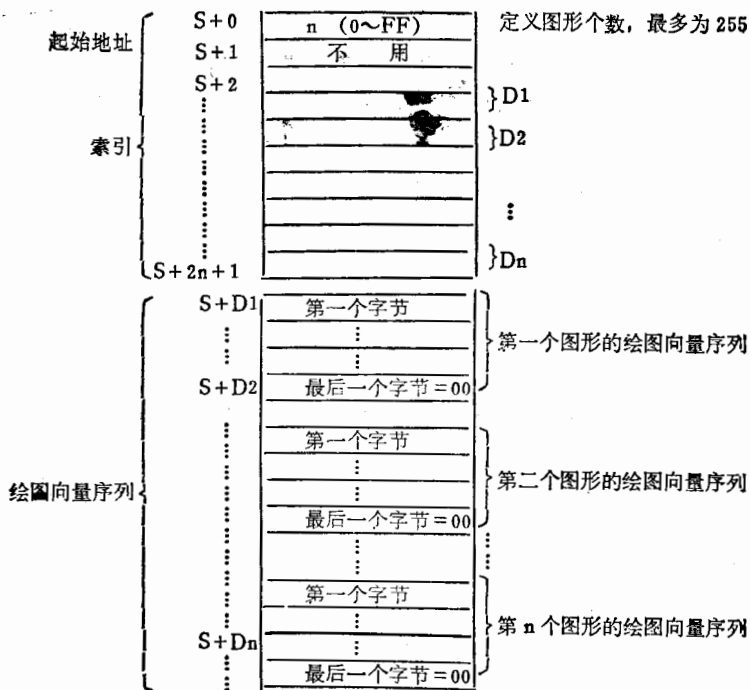 S+0 n (0～FF) 定义图形个数，最多为 255
起始地址 S+1 不 用
S+2
D1
索引 D2
Dn
S+2n+1
S+D1 第一个字节
第一个图形的绘图向量序列
S+D2 最后一个字节=00
第一个字节
绘图向量序列 第二个图形的绘图向量序列
最后一个字节=00
第一个字节
S+Dn 第 n 个图形的绘图向量序列
最后一个字节=00